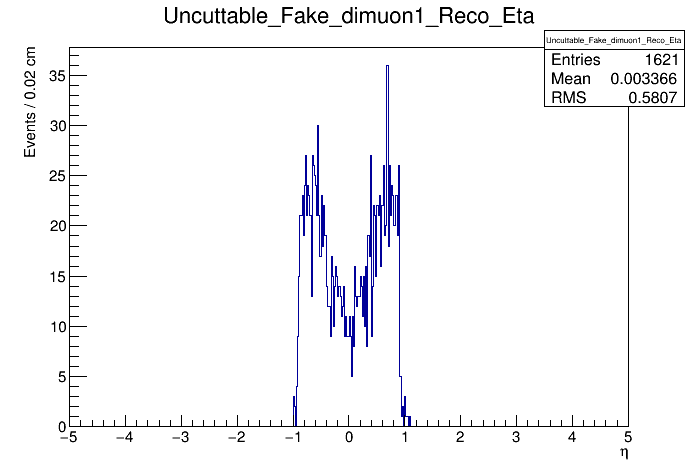 Uncuttable_Fake_dimuon1_Reco_Eta
Uncuttable_Fake_dimuon1_Reco_Eta
Entries 1621
Mean 0.003366
RMS 0.5807
Events / 0.02 cm
35
30
25
20
15
10
5
0
−5 −4 −3 −2 −1 0 1 2 3 4 5
η